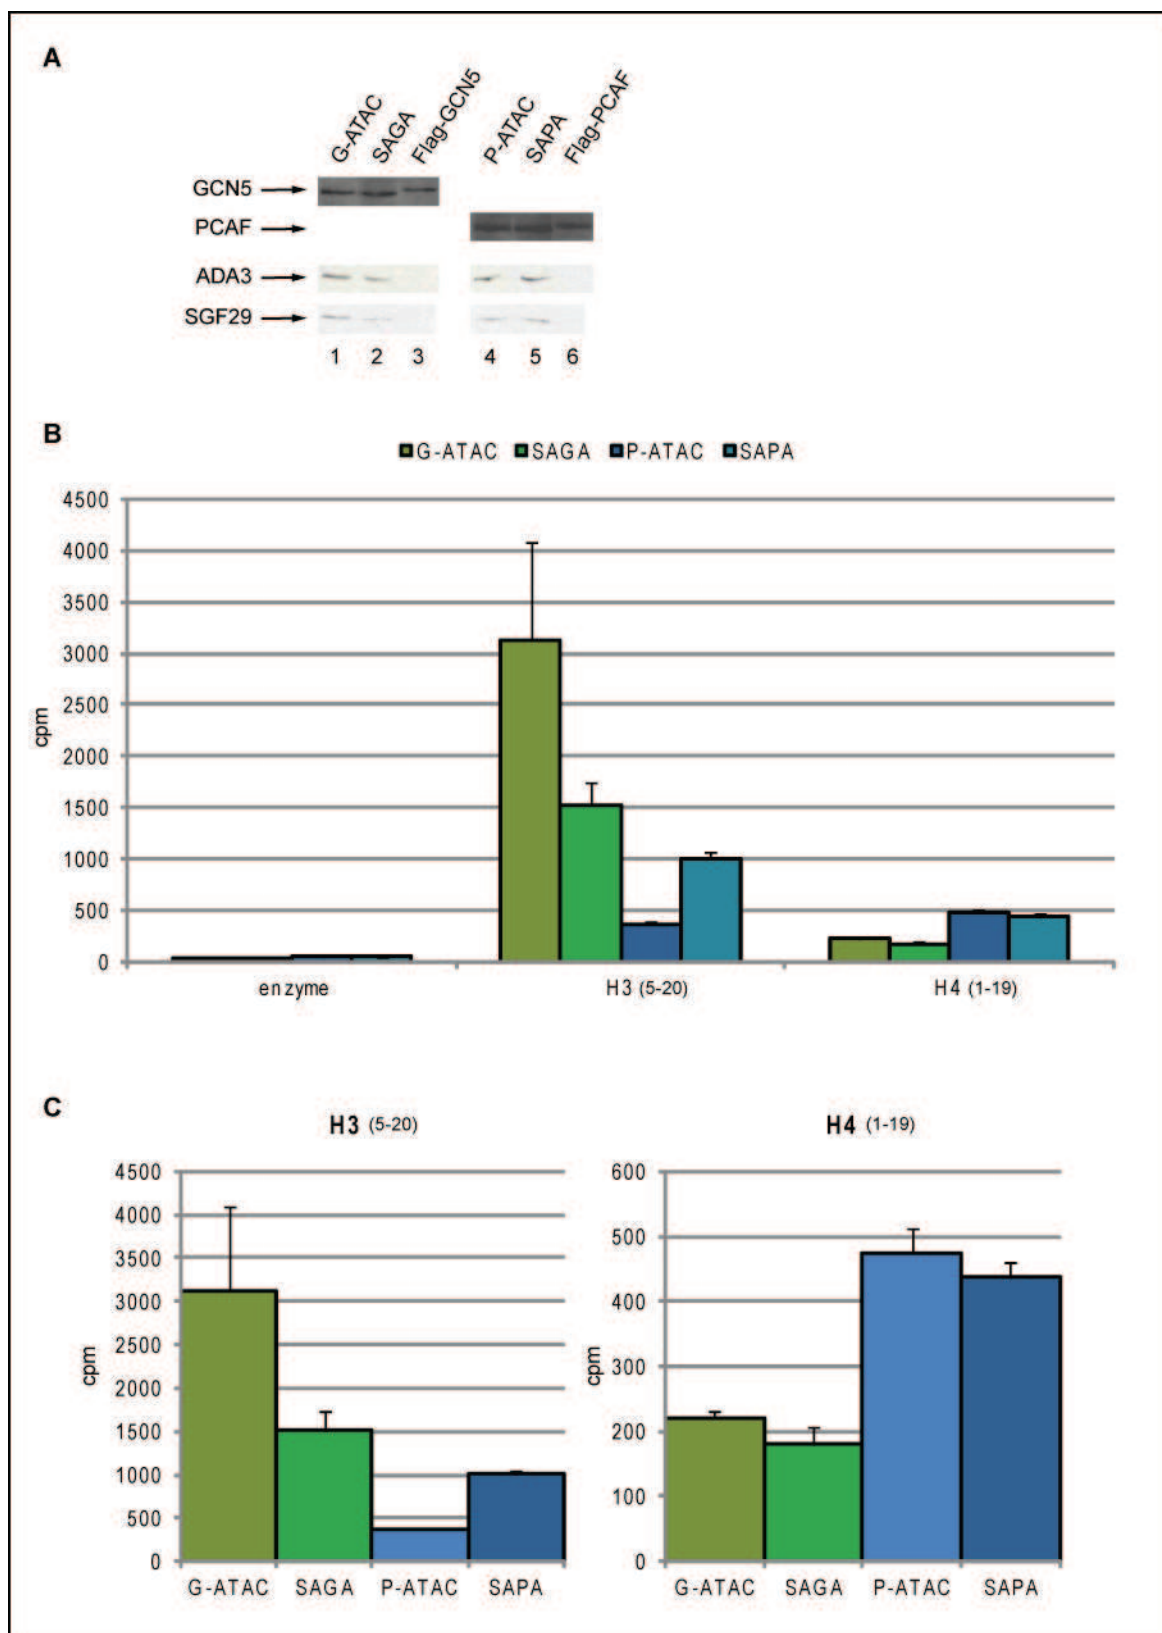 A
G-ATAC SAGA Flag-GCN5 P-ATAC SAPA Flag-PCAF
GCN5
PCAF
ADA3
SGF29
1 2 3 4 5 6
B
G-ATAC SAGA P-ATAC SAPA
4500
4000
3500
3000
2500
2000
1500
1000
500
0
cpm
enzyme H3 (5-20) H4 (1-19)
C
H3 (5-20)
4500
4000
3500
3000
2500
2000
1500
1000
500
0
cpm
G-ATAC SAGA P-ATAC SAPA
H4 (1-19)
600
500
400
300
200
100
0
cpm
G-ATAC SAGA P-ATAC SAPA